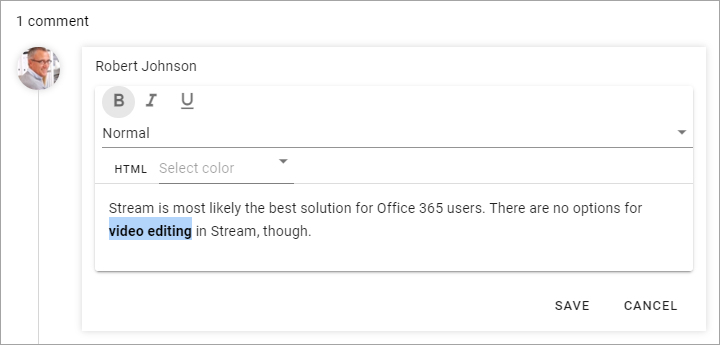 1 comment
Robert Johnson
B I U
Normal
HTML Select color
Stream is most likely the best solution for Office 365 users. There are no options for
video editing in Stream, though.
SAVE CANCEL